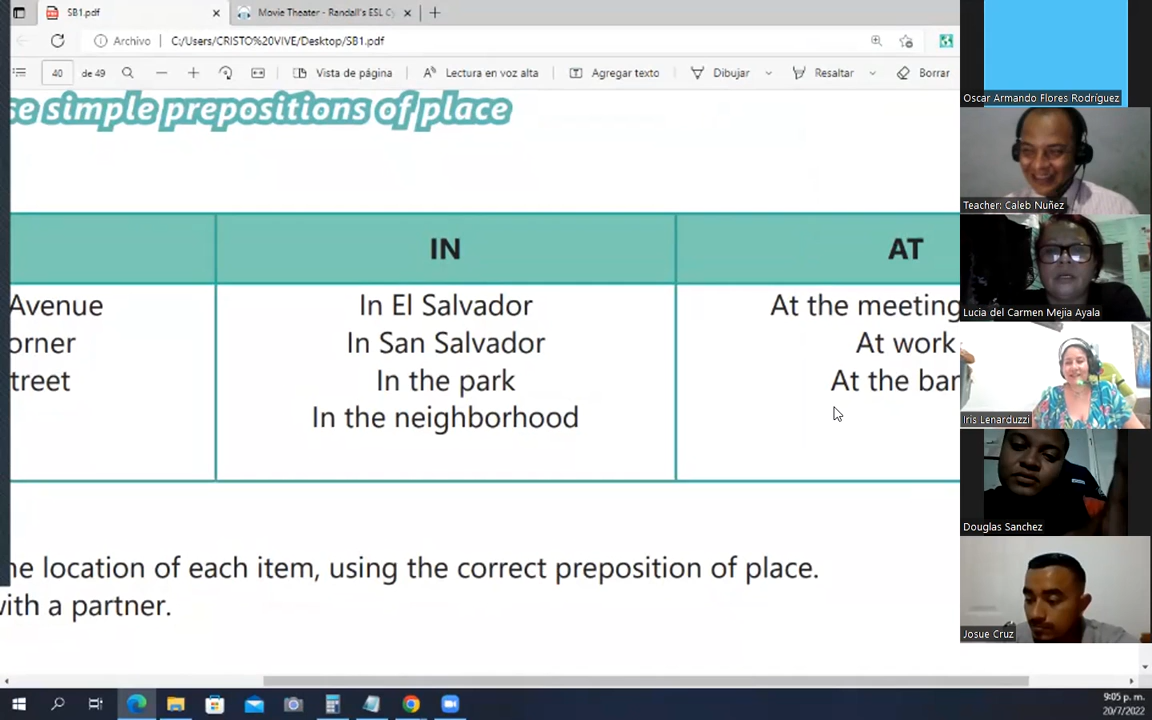 SB1.pdf
Movie Theater - Randall's ESL Cy
Archivo
C:/Users/CRISTO%20VIVE/Desktop/SB1.pdf
40 de 49
Vista de página
Lectura en voz alta
Agregar texto
Dibujar
Resaltar
Borrar
se simple prepositions of place
IN
AT
Avenue
In El Salvador
At the meeting
orner
In San Salvador
At work
treet
In the park
At the bar
In the neighborhood
he location of each item, using the correct preposition of place.
with a partner.
Oscar Armando Flores Rodríguez
Teacher: Caleb Nuñez
Lucia del Carmen Mejia Ayala
Iris Lenarduzzi
Douglas Sanchez
Josue Cruz
9:05 p. m.
20/7/2022